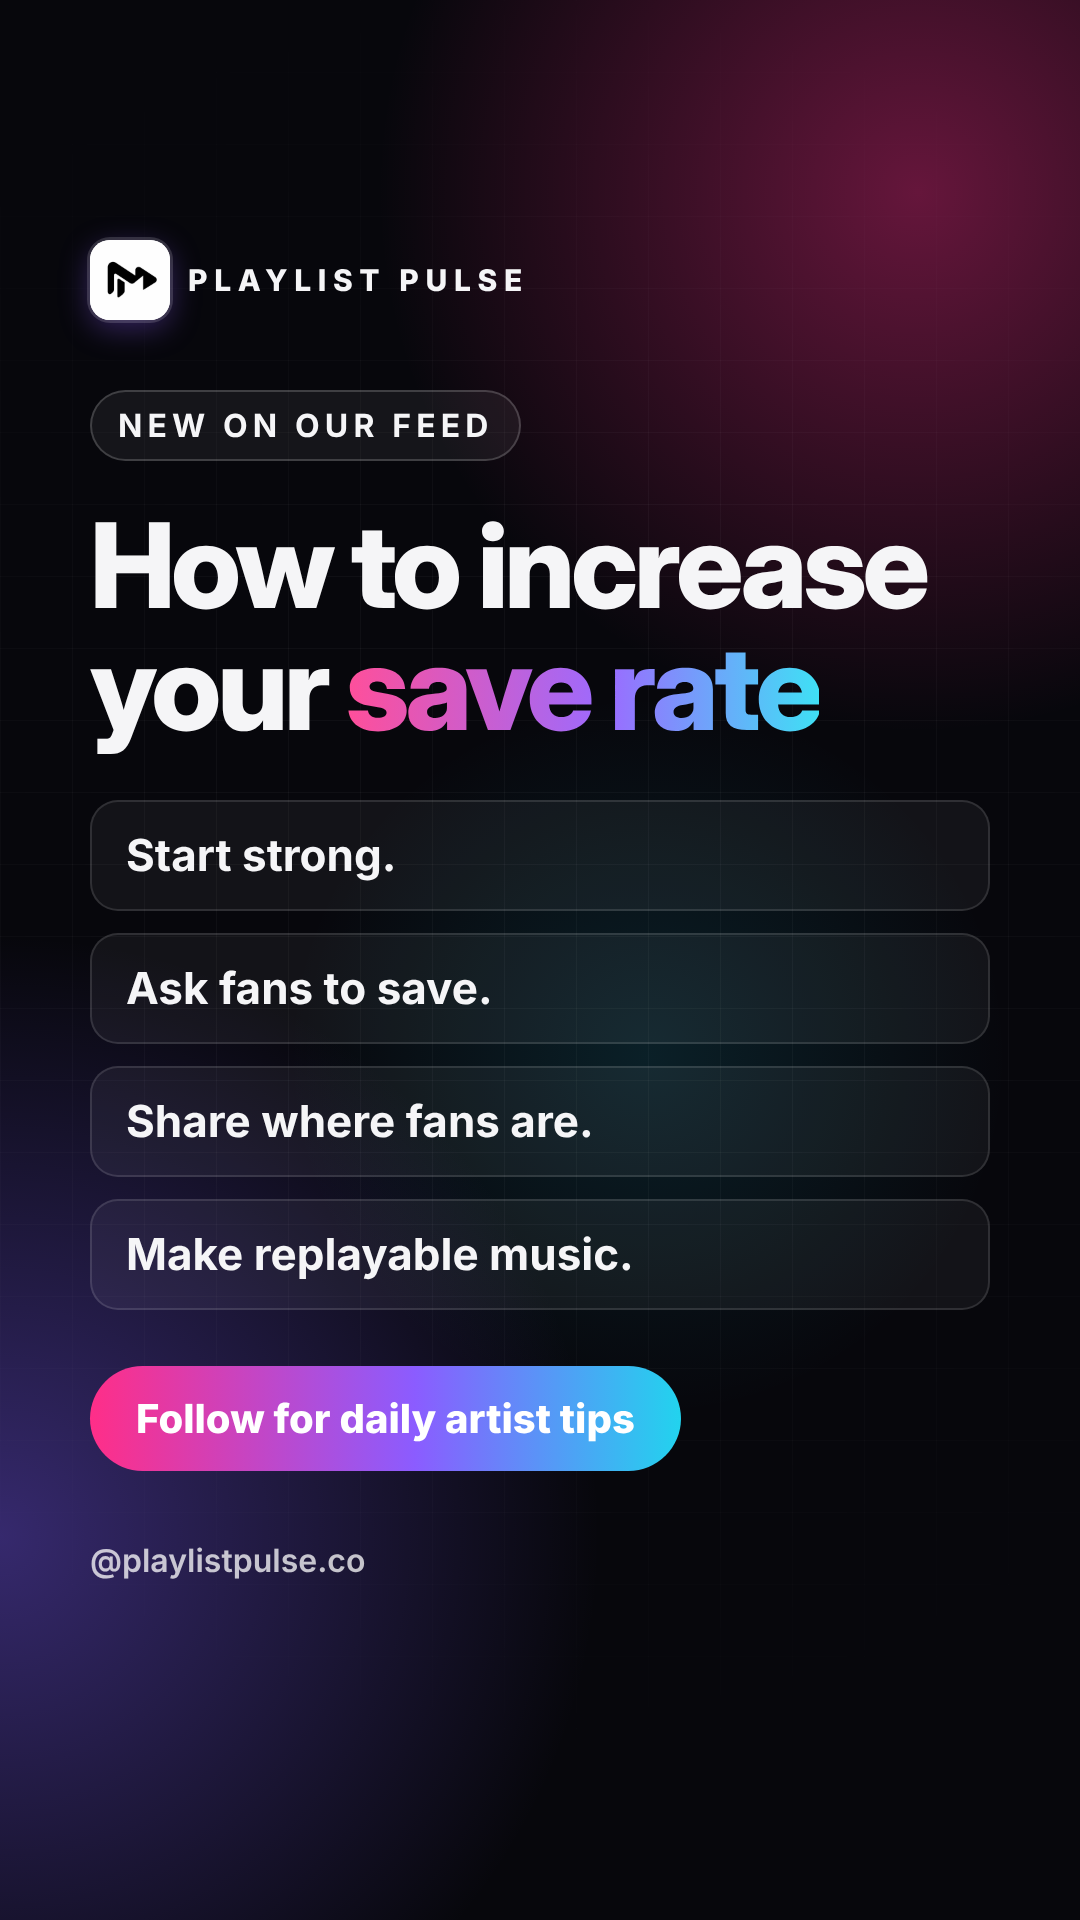 PLAYLIST PULSE
NEW ON OUR FEED
How to increase
your save rate
Start strong.
Ask fans to save.
Share where fans are.
Make replayable music.
Follow for daily artist tips
@playlistpulse.co